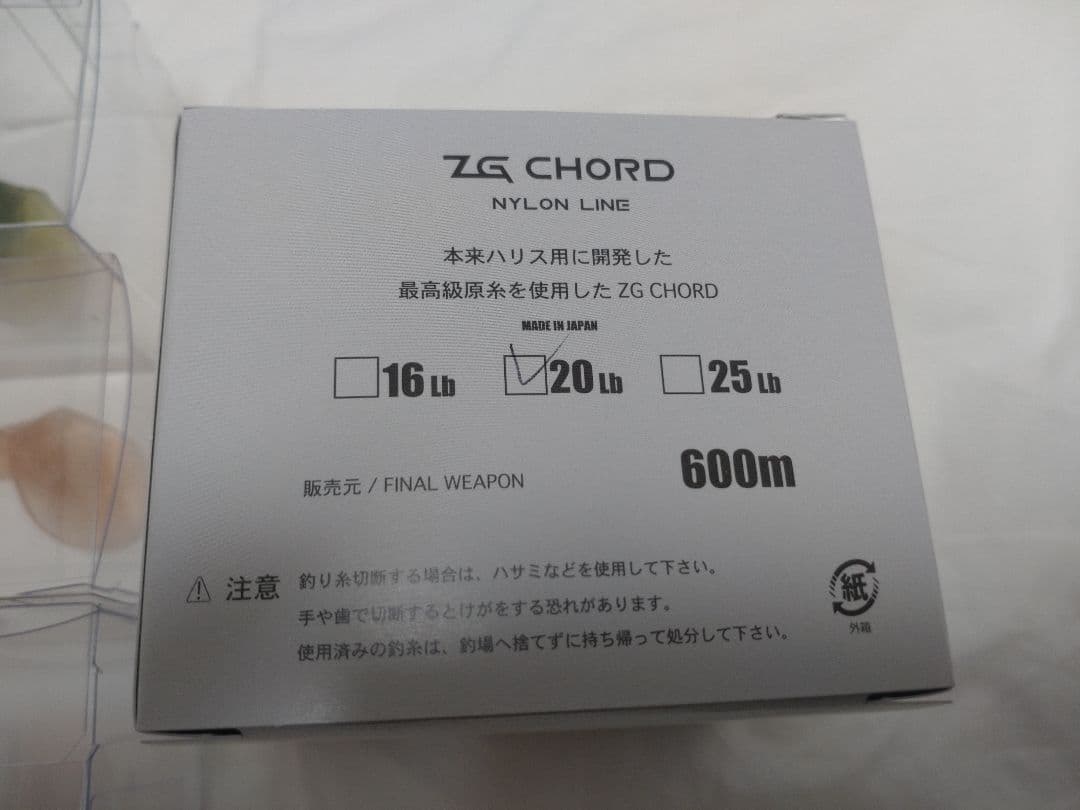 ZG CHORD
NYLON LINE
本来ハリス用に開発した
最高級原糸を使用した ZG CHORD
MADE IN JAPAN
16Lb 20Lb 25Lb
販売元 / FINAL WEAPON
600m
注意
釣り糸切断する場合は、ハサミなどを使用して下さい。
手や歯で切断するとけがをする恐れがあります。
使用済みの釣糸は、釣場へ捨てずに持ち帰って処分して下さい。
紙
外箱